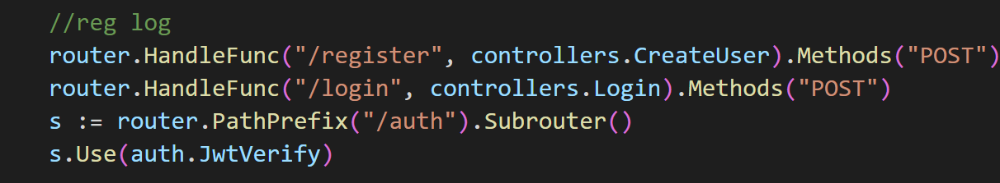 //reg log
router.HandleFunc("/register", controllers.CreateUser).Methods("POST")
router.HandleFunc("/login", controllers.Login).Methods("POST")
s := router.PathPrefix("/auth").Subrouter()
s.Use(auth.JwtVerify)